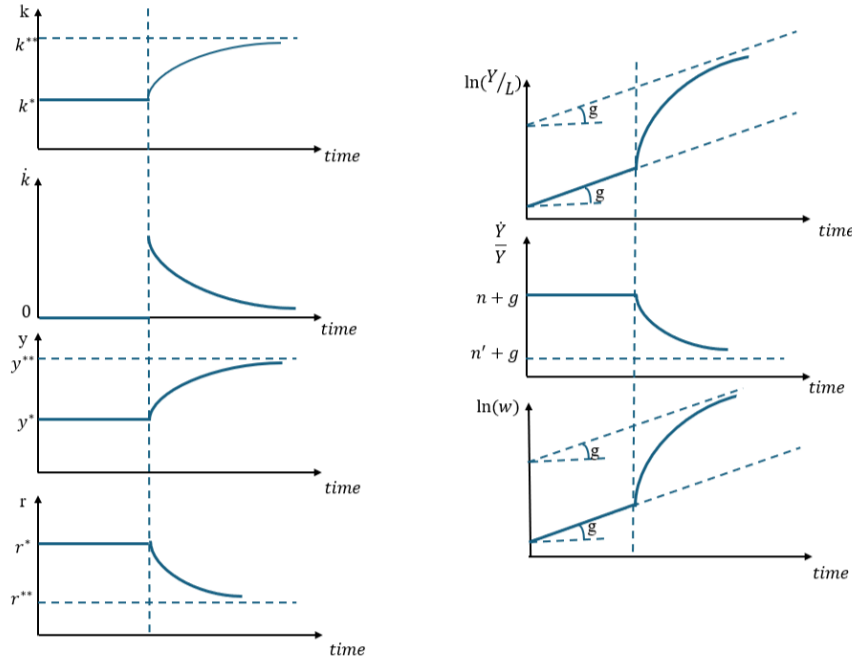 k
k**
k*
time
k̇
0
time
y
y**
y*
time
r
r*
r**
time
ln(Y/L)
g
g
time
Ẏ
Y
n + g
n′ + g
time
ln(w)
g
g
time